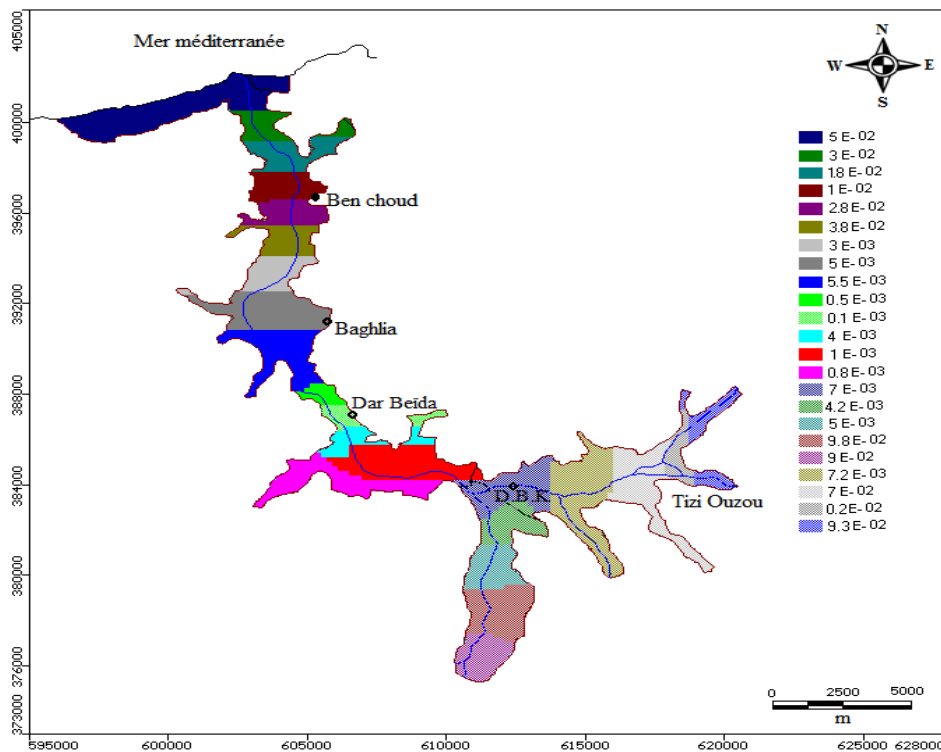 405000
400000
396000
392000
388000
384000
380000
376000
373000
595000
600000
605000
610000
615000
620000
625000
628000
Mer méditerranée
Ben choud
Baghlia
Dar Beïda
D B K
Tizi Ouzou
N
W
E
S
5 E-02
3 E-02
1.8 E-02
1 E-02
2.8 E-02
3.8 E-02
3 E-03
5 E-03
5.5 E-03
0.5 E-03
0.1 E-03
4 E-03
1 E-03
0.8 E-03
7 E-03
4.2 E-03
5 E-03
9.8 E-02
9 E-02
7.2 E-03
7 E-02
0.2 E-02
9.3 E-02
0 2500 5000
m